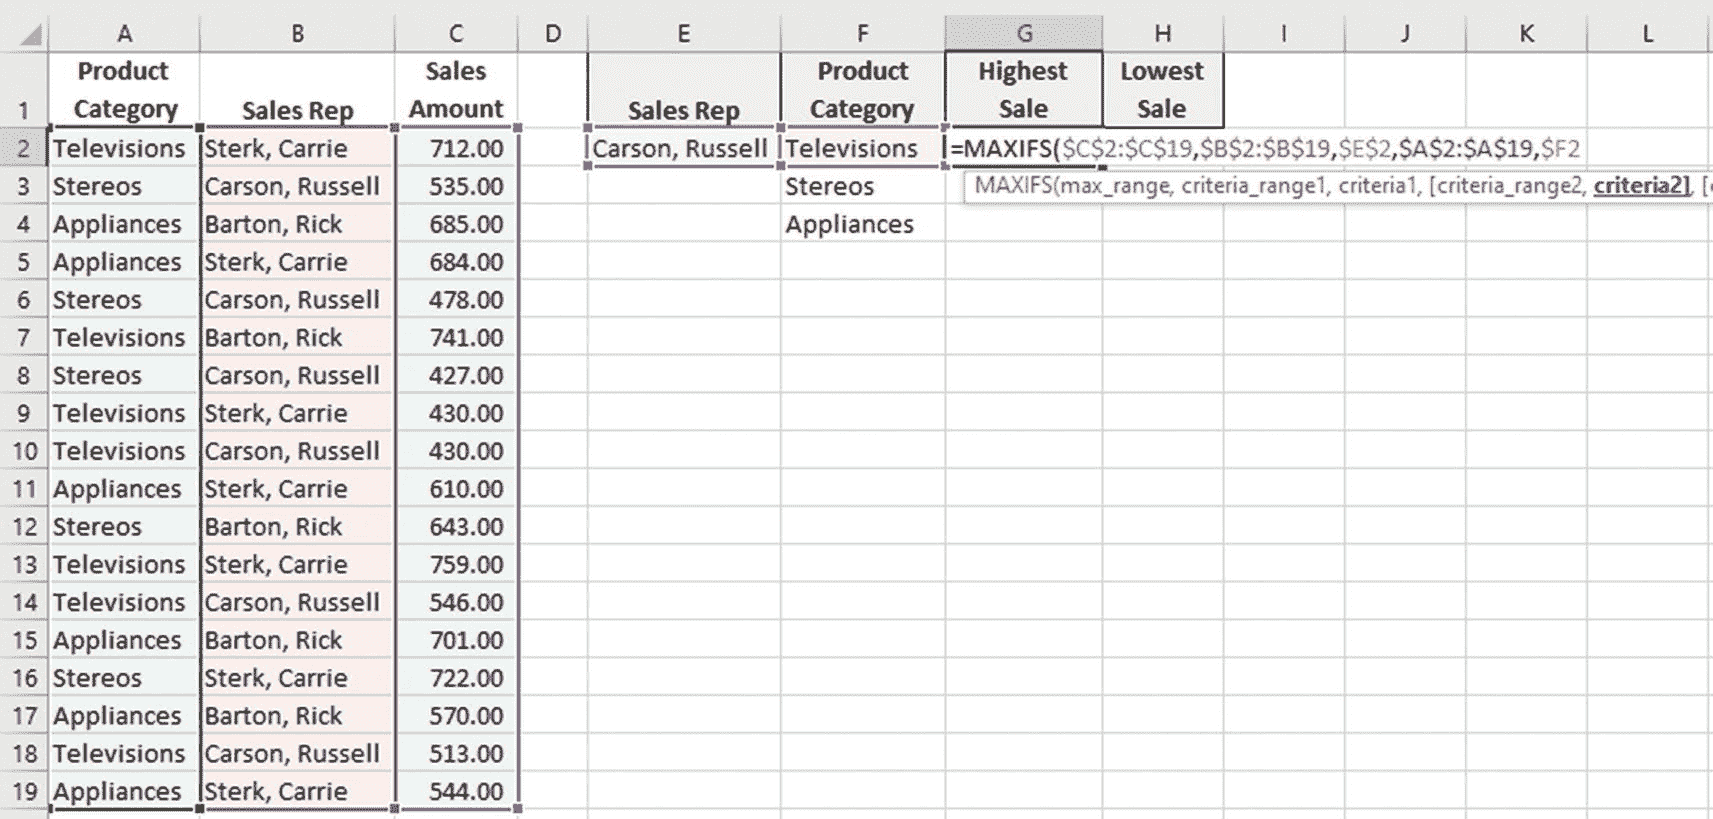 A B C D E F G H I J K L
Product Sales Product Highest Lowest
1 Category Sales Rep Amount Sales Rep Category Sale Sale
2 Televisions Sterk, Carrie 712.00 Carson, Russell Televisions =MAXIFS($C$2:$C$19,$B$2:$B$19,$E$2,$A$2:$A$19,$F2
3 Stereos Carson, Russell 535.00 Stereos MAXIFS(max_range, criteria_range1, criteria1, [criteria_range2, criteria2], [
4 Appliances Barton, Rick 685.00 Appliances
5 Appliances Sterk, Carrie 684.00
6 Stereos Carson, Russell 478.00
7 Televisions Barton, Rick 741.00
8 Stereos Carson, Russell 427.00
9 Televisions Sterk, Carrie 430.00
10 Televisions Carson, Russell 430.00
11 Appliances Sterk, Carrie 610.00
12 Stereos Barton, Rick 643.00
13 Televisions Sterk, Carrie 759.00
14 Televisions Carson, Russell 546.00
15 Appliances Barton, Rick 701.00
16 Stereos Sterk, Carrie 722.00
17 Appliances Barton, Rick 570.00
18 Televisions Carson, Russell 513.00
19 Appliances Sterk, Carrie 544.00